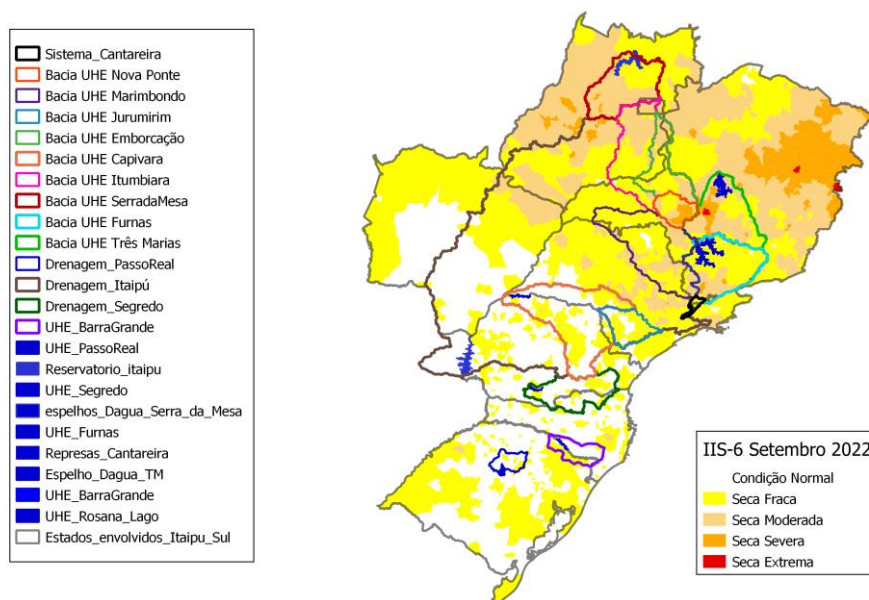 Sistema_Cantareira
Bacia UHE Nova Ponte
Bacia UHE Marimbondo
Bacia UHE Jurumirim
Bacia UHE Emborcação
Bacia UHE Capivara
Bacia UHE Itumbiara
Bacia UHE SerradaMesa
Bacia UHE Furnas
Bacia UHE Três Marias
Drenagem_PassoReal
Drenagem_Itaipú
Drenagem_Segredo
UHE_BarraGrande
UHE_PassoReal
Reservatorio_itaipu
UHE_Segredo
espelhos_Dagua_Serra_da_Mesa
UHE_Furnas
Represas_Cantareira
Espelho_Dagua_TM
UHE_BarraGrande
UHE_Rosana_Lago
Estados_envolvidos_Itaipu_Sul
IIS-6 Setembro 2022
Condição Normal
Seca Fraca
Seca Moderada
Seca Severa
Seca Extrema